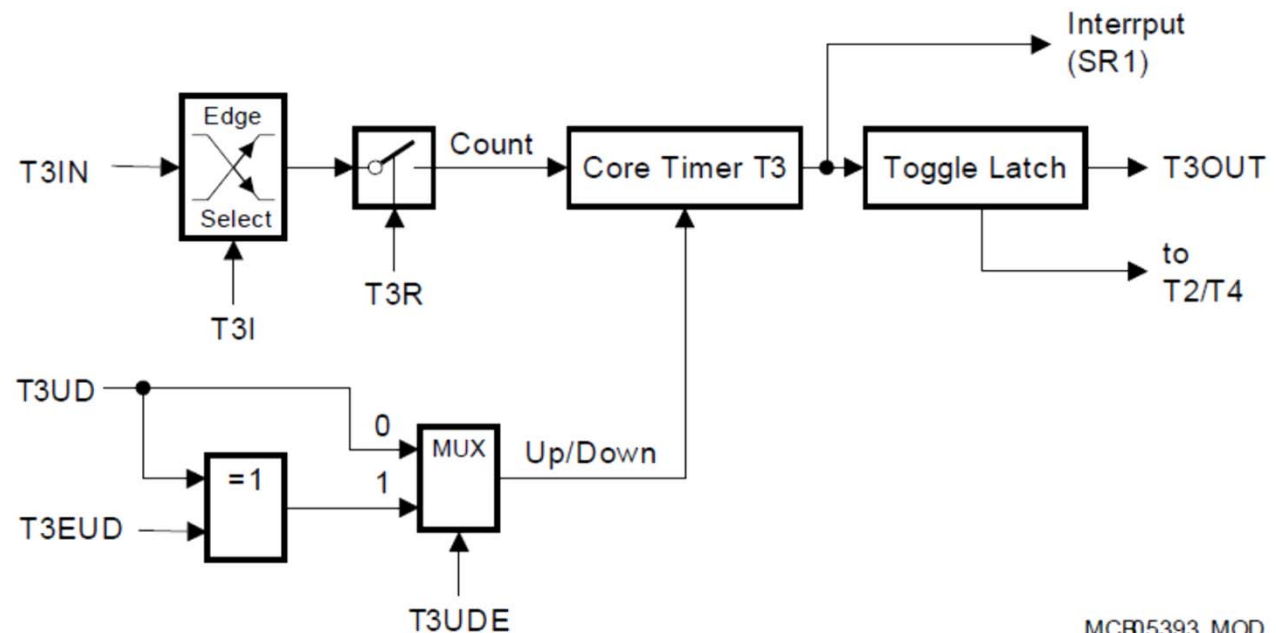 Interrput
(SR1)
Edge
Select
T3IN
Count
Core Timer T3
Toggle Latch
T3OUT
T3R
to
T2/T4
T3I
T3UD
0
MUX
Up/Down
=1
1
T3EUD
T3UDE
MCB05393_MOD